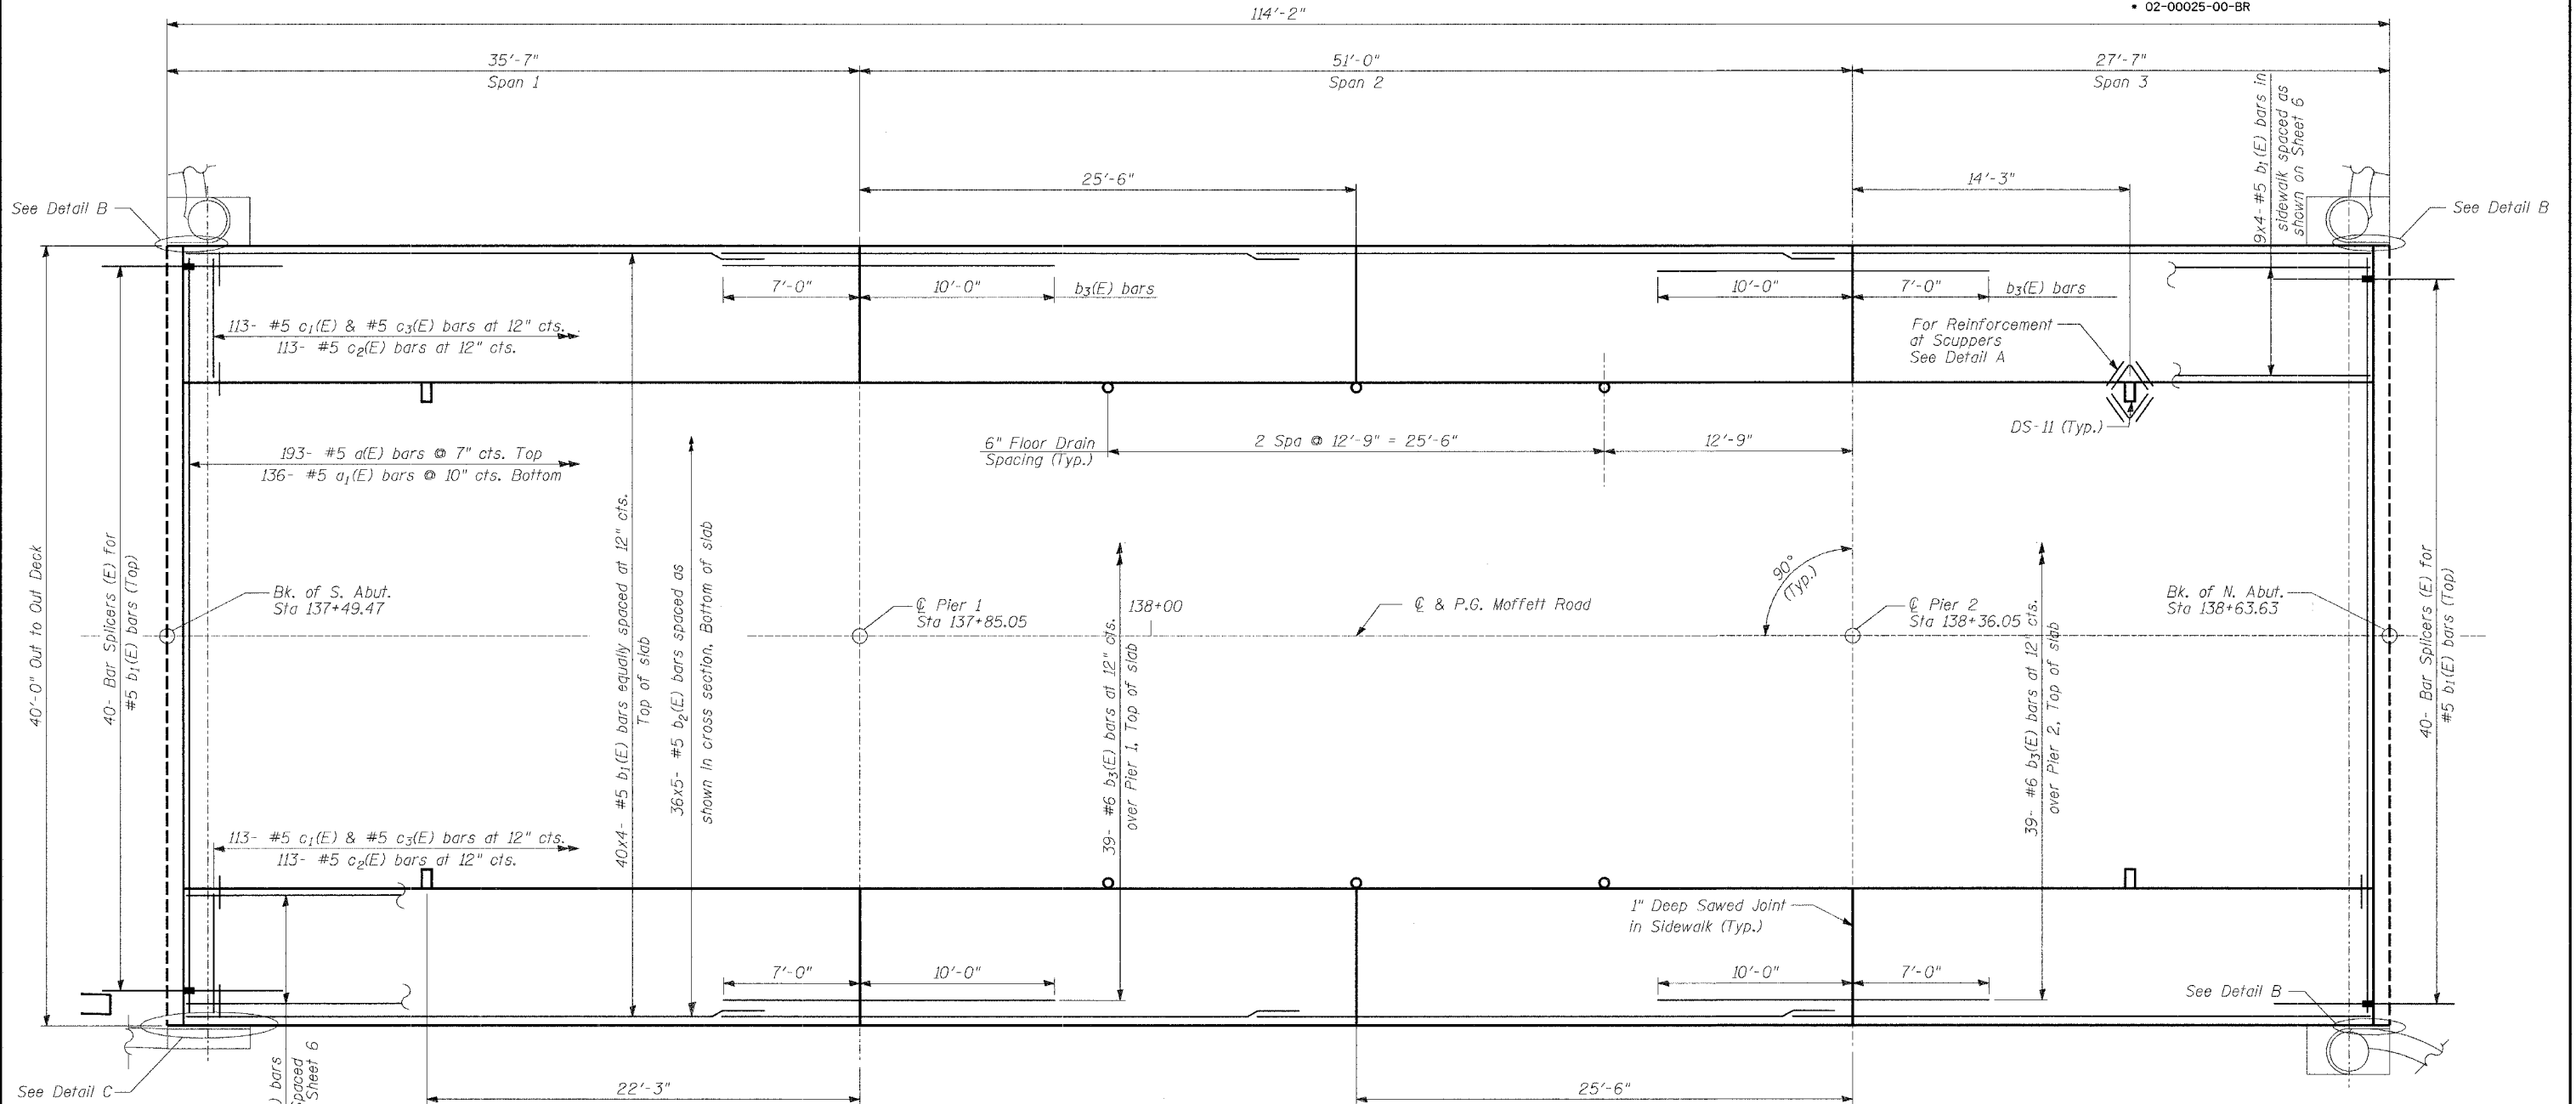 * 02-00025-00-BR
114'-2"
35'-7"
Span 1
51'-0"
Span 2
27'-7"
Span 3
9x4- #5 b1(E) bars in
sidewalk spaced as
shown on Sheet 6
25'-6"
14'-3"
See Detail B
See Detail B
7'-0"
10'-0"
b3(E) bars
10'-0"
7'-0"
b3(E) bars
113- #5 c1(E) & #5 c3(E) bars at 12" cts.
113- #5 c2(E) bars at 12" cts.
For Reinforcement
at Scuppers
See Detail A
DS-11 (Typ.)
193- #5 a(E) bars @ 7" cts. Top
136- #5 a1(E) bars @ 10" cts. Bottom
6" Floor Drain
Spacing (Typ.)
2 Spa @ 12'-9" = 25'-6"
12'-9"
40'-0" Out to Out Deck
40- Bar Splicers (E) for
#5 b1(E) bars (Top)
Bk. of S. Abut.
Sta 137+49.47
40x4- #5 b1(E) bars equally spaced at 12" cts.
Top of slab
36x5- #5 b2(E) bars spaced as
shown in cross section, Bottom of slab
℄ Pier 1
Sta 137+85.05
39- #6 b3(E) bars at 12" cts.
over Pier 1, Top of slab
138+00
℄ & P.G. Moffett Road
90°
(Typ.)
℄ Pier 2
Sta 138+36.05
39- #6 b3(E) bars at 12" cts.
over Pier 2, Top of slab
Bk. of N. Abut.
Sta 138+63.63
40- Bar Splicers (E) for
#5 b1(E) bars (Top)
113- #5 c1(E) & #5 c3(E) bars at 12" cts.
113- #5 c2(E) bars at 12" cts.
1" Deep Sawed Joint
in Sidewalk (Typ.)
7'-0"
10'-0"
10'-0"
7'-0"
See Detail B
See Detail C
) bars
spaced
Sheet 6
22'-3"
25'-6"